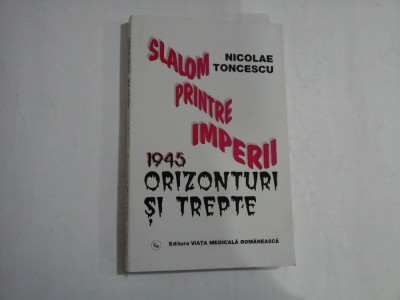 NICOLAE
TONCESCU
SLALOM
PRINTRE
IMPERII
1945
ORIZONTURI
ȘI TREPTE
Editura VIAȚA MEDICALĂ ROMÂNEASCĂ